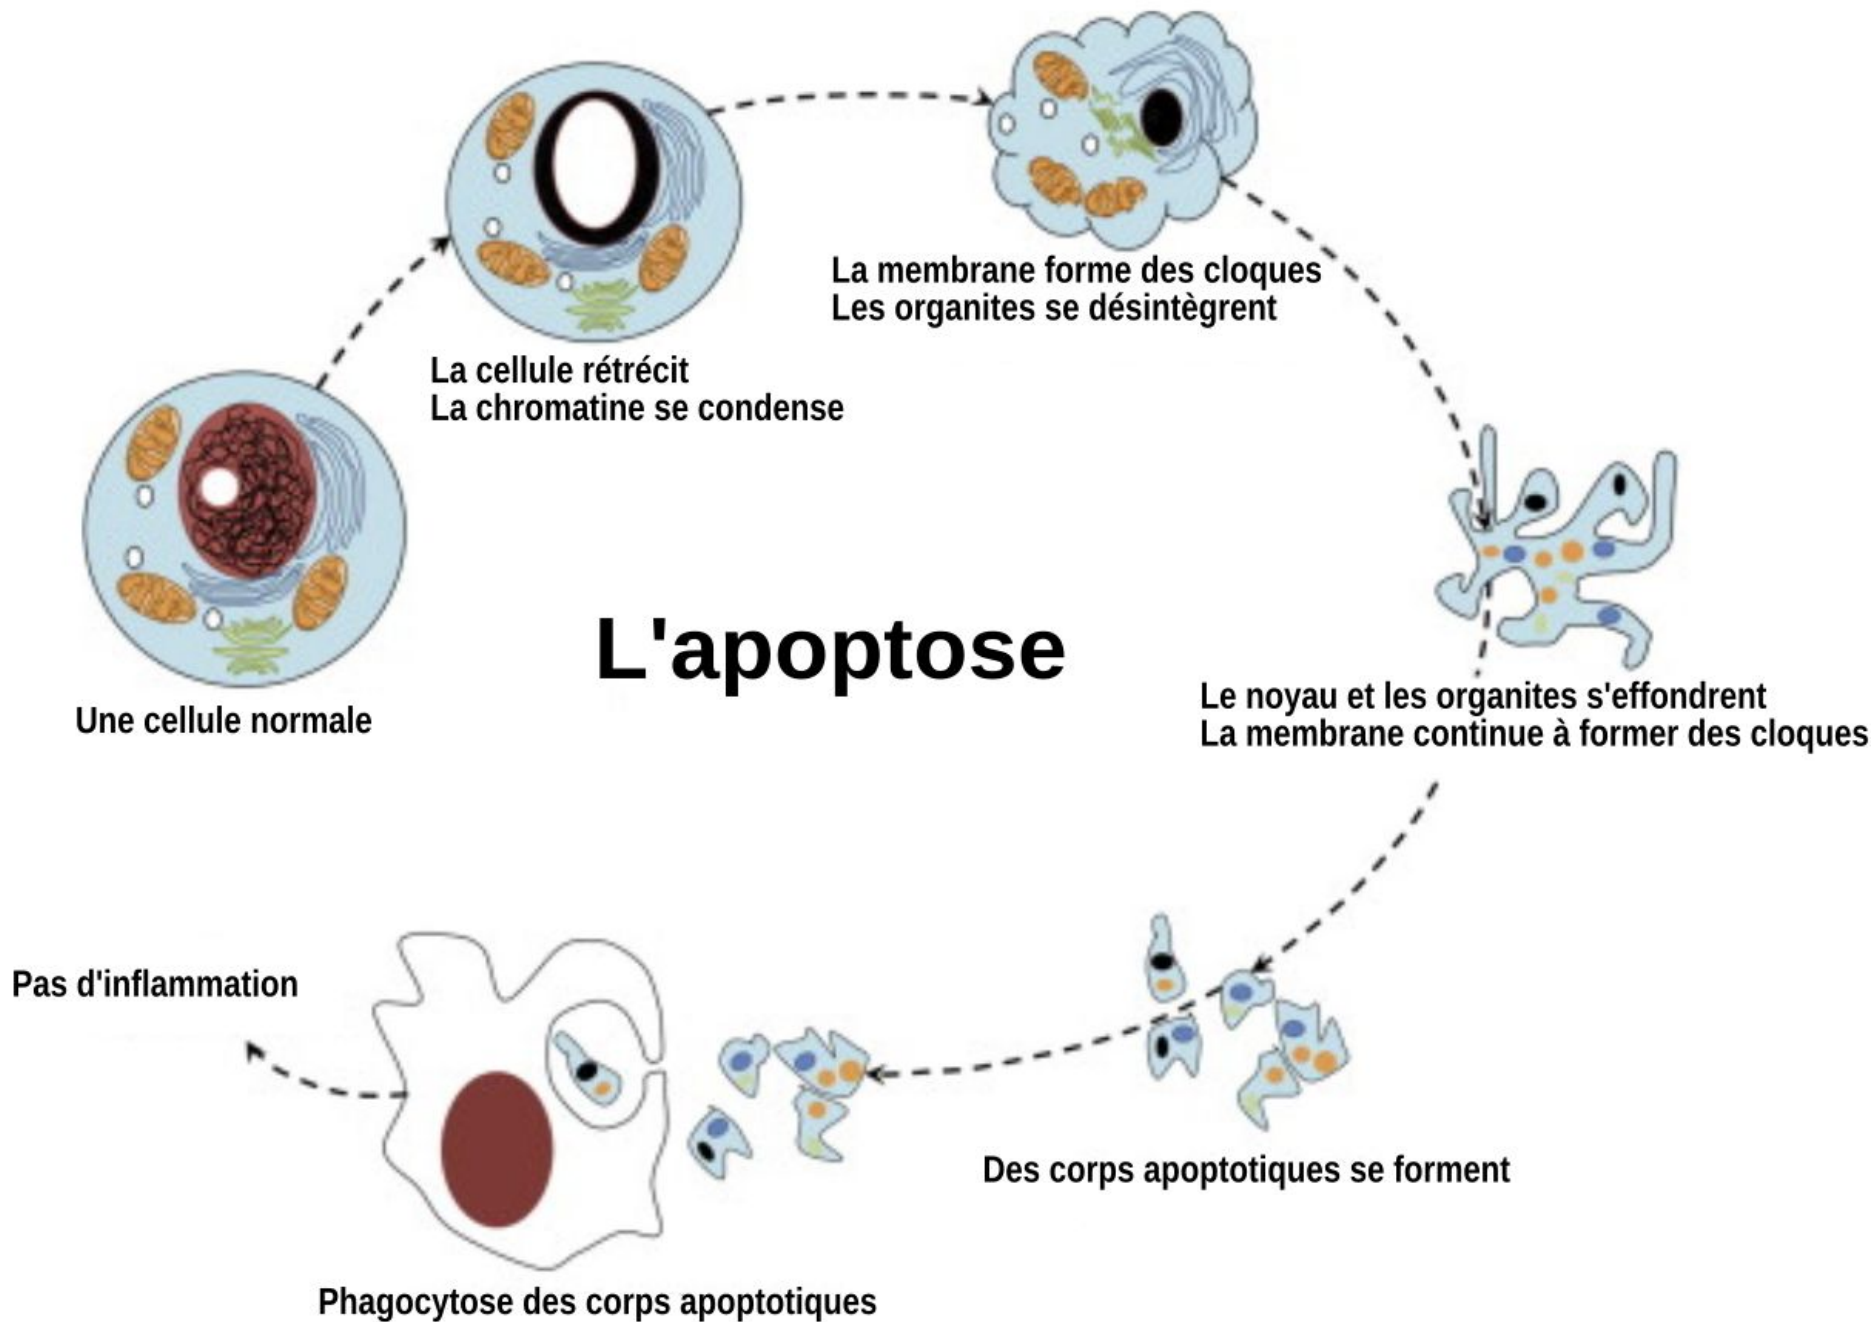 La membrane forme des cloques
Les organites se désintègrent
La cellule rétrécit
La chromatine se condense
L'apoptose
Une cellule normale
Le noyau et les organites s'effondrent
La membrane continue à former des cloques
Pas d'inflammation
Des corps apoptotiques se forment
Phagocytose des corps apoptotiques